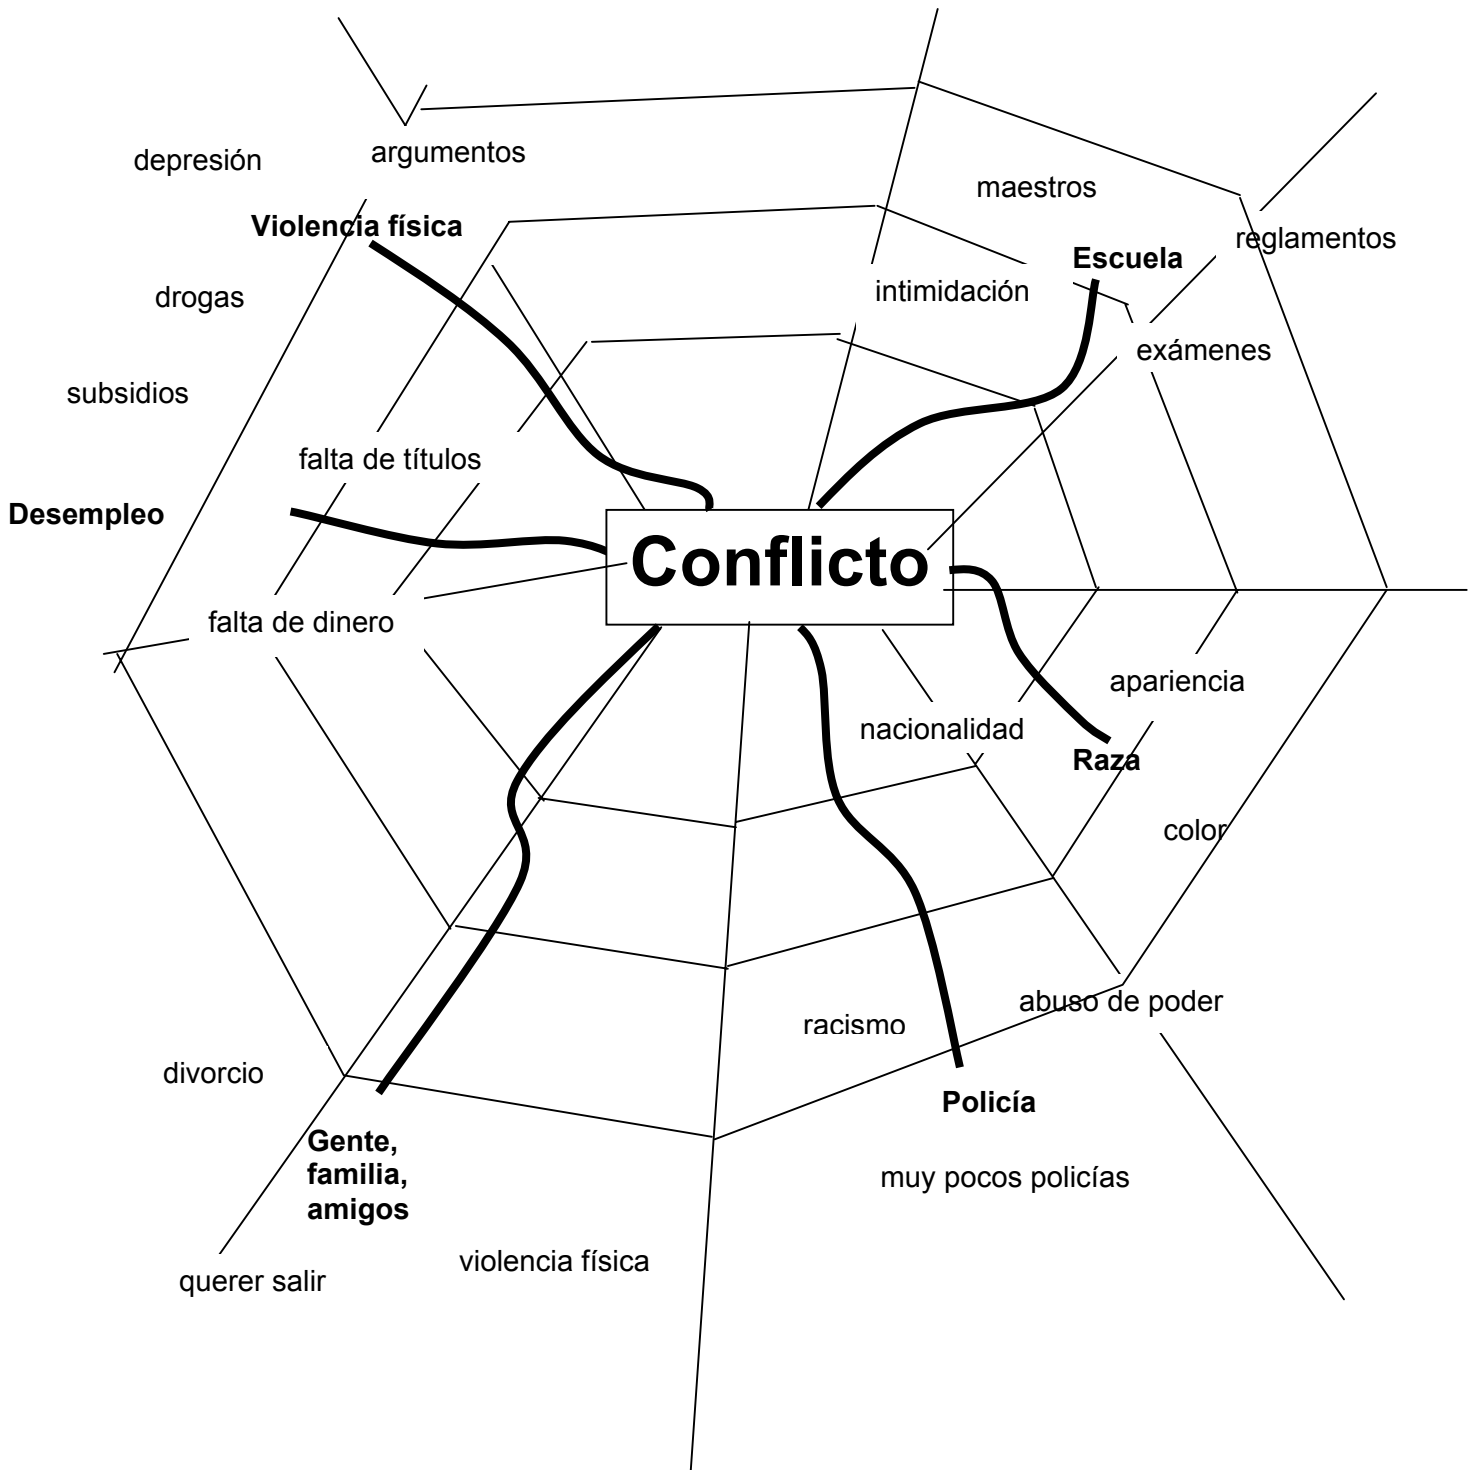 argumentos
depresión
maestros
Violencia física
reglamentos
Escuela
intimidación
drogas
exámenes
subsidios
falta de títulos
Desempleo
Conflicto
falta de dinero
apariencia
nacionalidad
Raza
color
abuso de poder
racismo
divorcio
Policía
Gente,
familia,
amigos
muy pocos policías
violencia física
querer salir